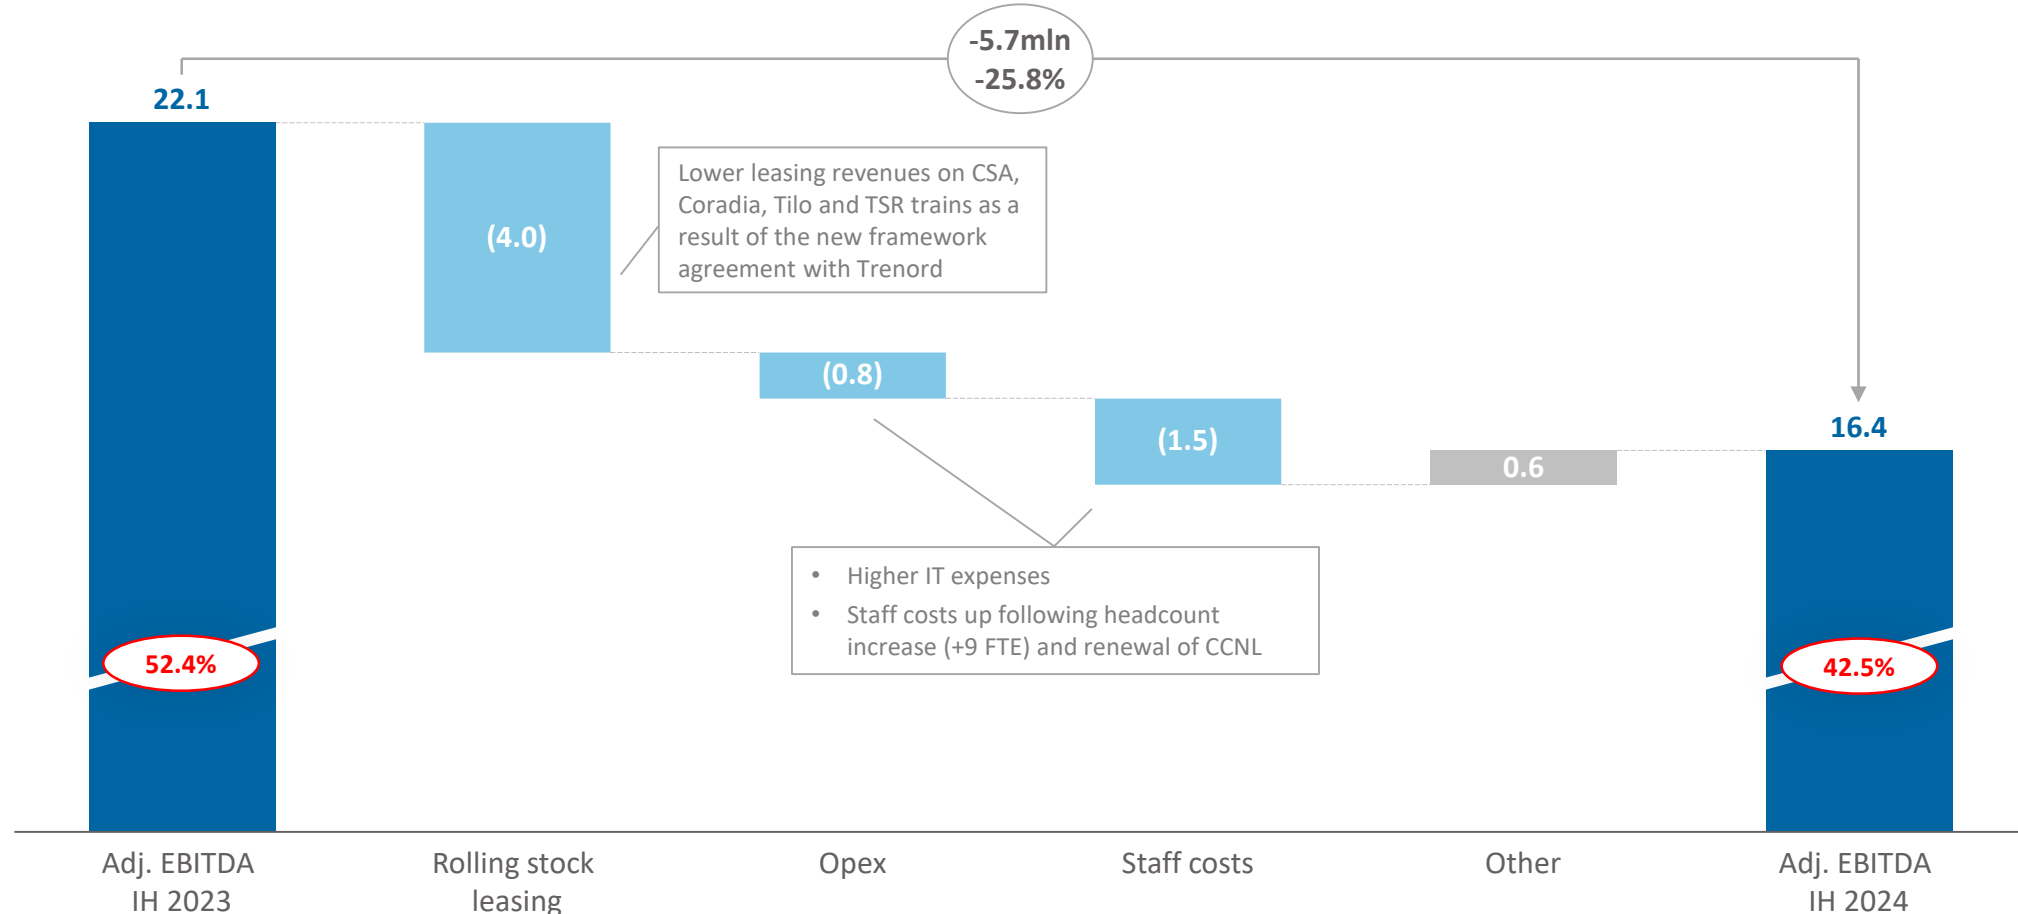 -5.7mln
-25.8%
22.1
Lower leasing revenues on CSA,
Coradia, Tilo and TSR trains as a
result of the new framework
agreement with Trenord
(4.0)
(0.8)
(1.5)
0.6
16.4
• Higher IT expenses
• Staff costs up following headcount
increase (+9 FTE) and renewal of CCNL
52.4%
42.5%
Adj. EBITDA
IH 2023
Rolling stock
leasing
Opex
Staff costs
Other
Adj. EBITDA
IH 2024